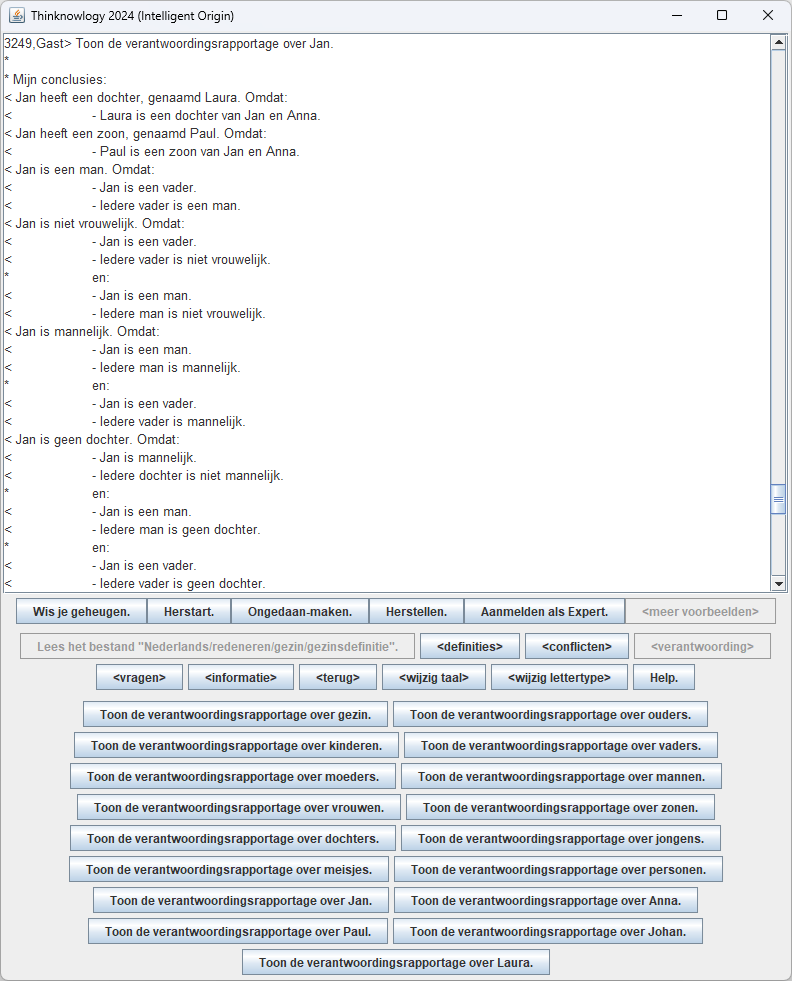 Thinknowlogy 2024 (Intelligent Origin)
3249,Gast> Toon de verantwoordingsrapportage over Jan.
*
* Mijn conclusies:
< Jan heeft een dochter, genaamd Laura. Omdat:
< - Laura is een dochter van Jan en Anna.
< Jan heeft een zoon, genaamd Paul. Omdat:
< - Paul is een zoon van Jan en Anna.
< Jan is een man. Omdat:
< - Jan is een vader.
< - Iedere vader is een man.
< Jan is niet vrouwelijk. Omdat:
< - Jan is een vader.
< - Iedere vader is niet vrouwelijk.
* en:
< - Jan is een man.
< - Iedere man is niet vrouwelijk.
< Jan is mannelijk. Omdat:
< - Jan is een man.
< - Iedere man is mannelijk.
* en:
< - Jan is een vader.
< - Iedere vader is mannelijk.
< Jan is geen dochter. Omdat:
< - Jan is mannelijk.
< - Iedere dochter is niet mannelijk.
* en:
< - Jan is een man.
< - Iedere man is geen dochter.
* en:
< - Jan is een vader.
< - Iedere vader is geen dochter.
Wis je geheugen. Herstart. Ongedaan-maken. Herstellen. Aanmelden als Expert. <meer voorbeelden>
Lees het bestand "Nederlands/redeneren/gezin/gezinsdefinitie". <definities> <conflicten> <verantwoording>
<vragen> <informatie> <terug> <wijzig taal> <wijzig lettertype> Help.
Toon de verantwoordingsrapportage over gezin. Toon de verantwoordingsrapportage over ouders.
Toon de verantwoordingsrapportage over kinderen. Toon de verantwoordingsrapportage over vaders.
Toon de verantwoordingsrapportage over moeders. Toon de verantwoordingsrapportage over mannen.
Toon de verantwoordingsrapportage over vrouwen. Toon de verantwoordingsrapportage over zonen.
Toon de verantwoordingsrapportage over dochters. Toon de verantwoordingsrapportage over jongens.
Toon de verantwoordingsrapportage over meisjes. Toon de verantwoordingsrapportage over personen.
Toon de verantwoordingsrapportage over Jan. Toon de verantwoordingsrapportage over Anna.
Toon de verantwoordingsrapportage over Paul. Toon de verantwoordingsrapportage over Johan.
Toon de verantwoordingsrapportage over Laura.